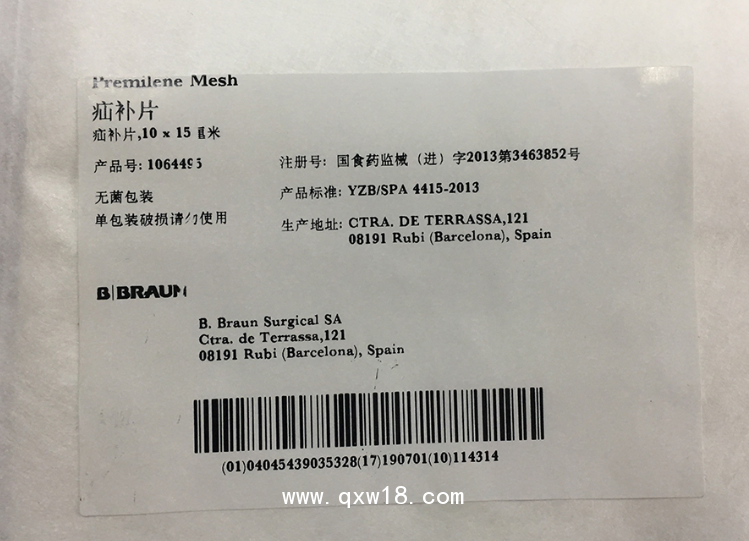 Premilene Mesh
疝补片
疝补片,10 x 15 厘米
产品号: 1064495
注册号: 国食药监械（进）字2013第3463852号
无菌包装
产品标准: YZB/SPA 4415-2013
单包装破损请勿使用
生产地址: CTRA. DE TERRASSA,121
08191 Rubi (Barcelona), Spain
B|BRAUN
B. Braun Surgical SA
Ctra. de Terrassa,121
08191 Rubi (Barcelona), Spain
(01)04045439035328(17)190701(10)114314
www.qxw18.com